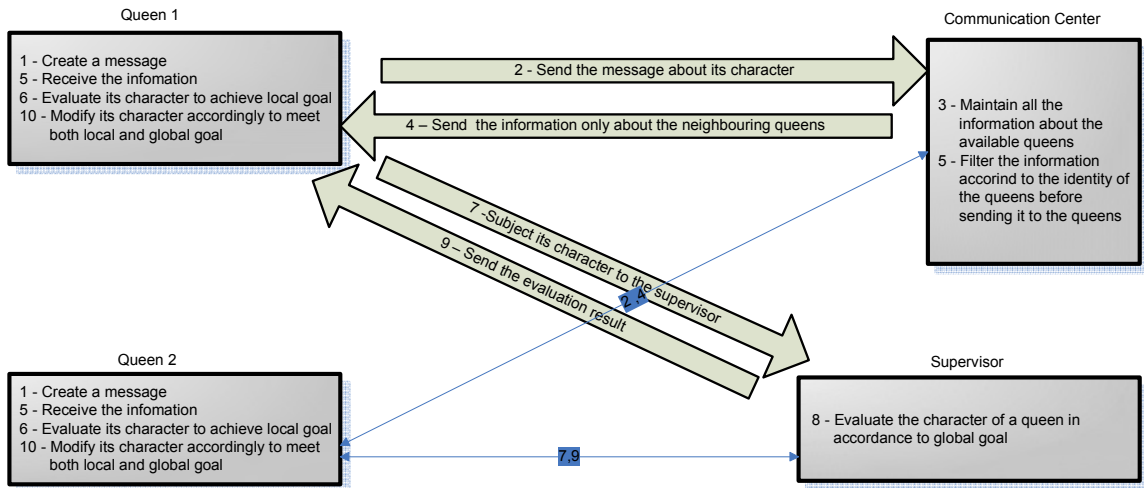 Queen 1
1 - Create a message
5 - Receive the infomation
6 - Evaluate its character to achieve local goal
10 - Modify its character accordingly to meet
both local and global goal
2 - Send the message about its character
4 – Send the information only about the neighbouring queens
Communication Center
3 - Maintain all the
information about the
available queens
5 - Filter the information
accorind to the identity of
the queens before
sending it to the queens
7 -Subject its character to the supervisor
9 – Send the evaluation result
2 ,4
Queen 2
1 - Create a message
5 - Receive the infomation
6 - Evaluate its character to achieve local goal
10 - Modify its character accordingly to meet
both local and global goal
7,9
Supervisor
8 - Evaluate the character of a queen in
accordance to global goal